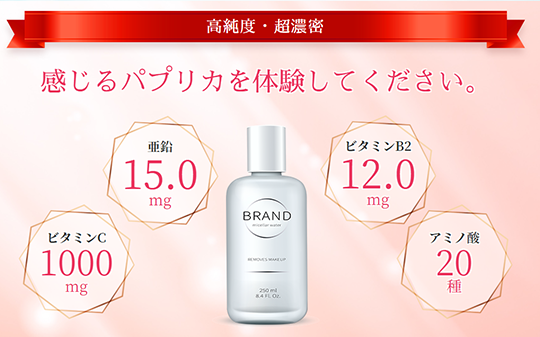 高純度・超濃密
感じるパプリカを体験してください。
亜鉛
15.0
mg
ビタミンB2
12.0
mg
ビタミンC
1000
mg
アミノ酸
20
種
BRAND
micellar water
REMOVES MAKE UP
250 ml
8.4 Fl. Oz.